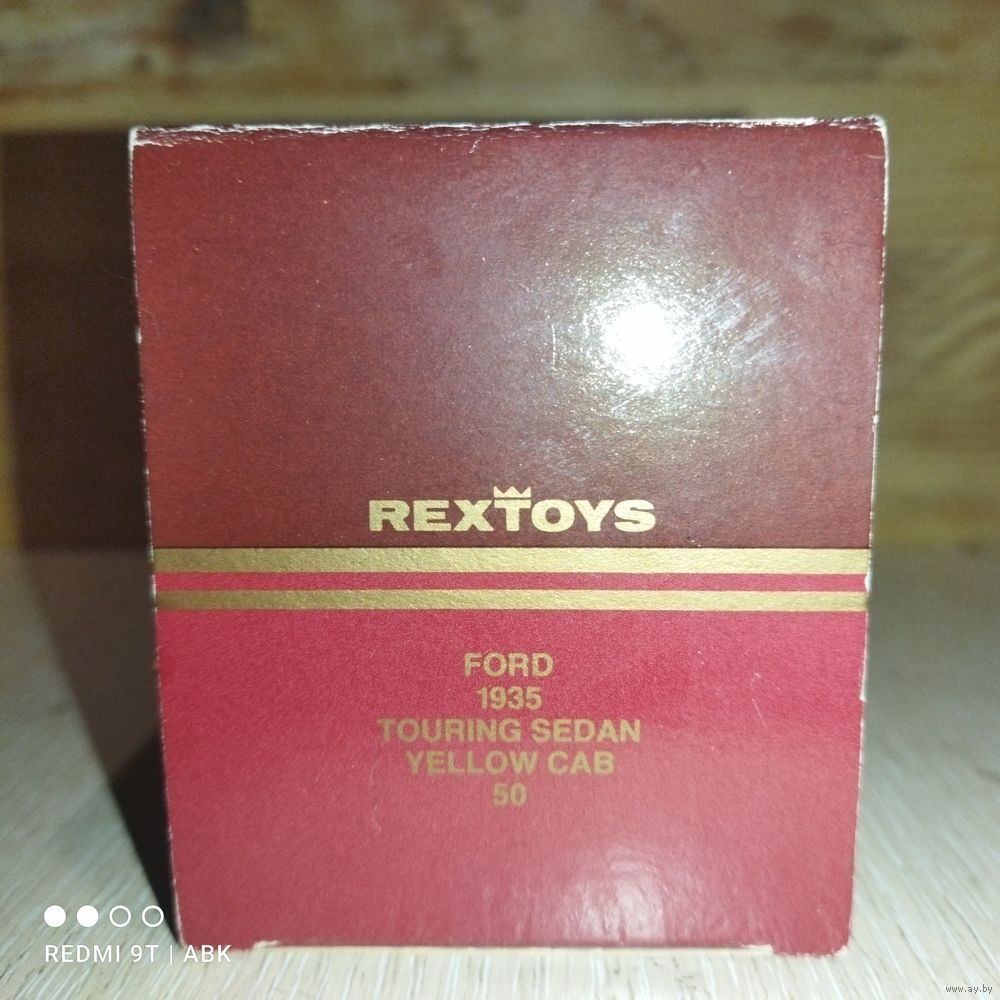 REXTOYS
FORD
1935
TOURING SEDAN
YELLOW CAB
50
REDMI 9T | ABK
www.ay.by